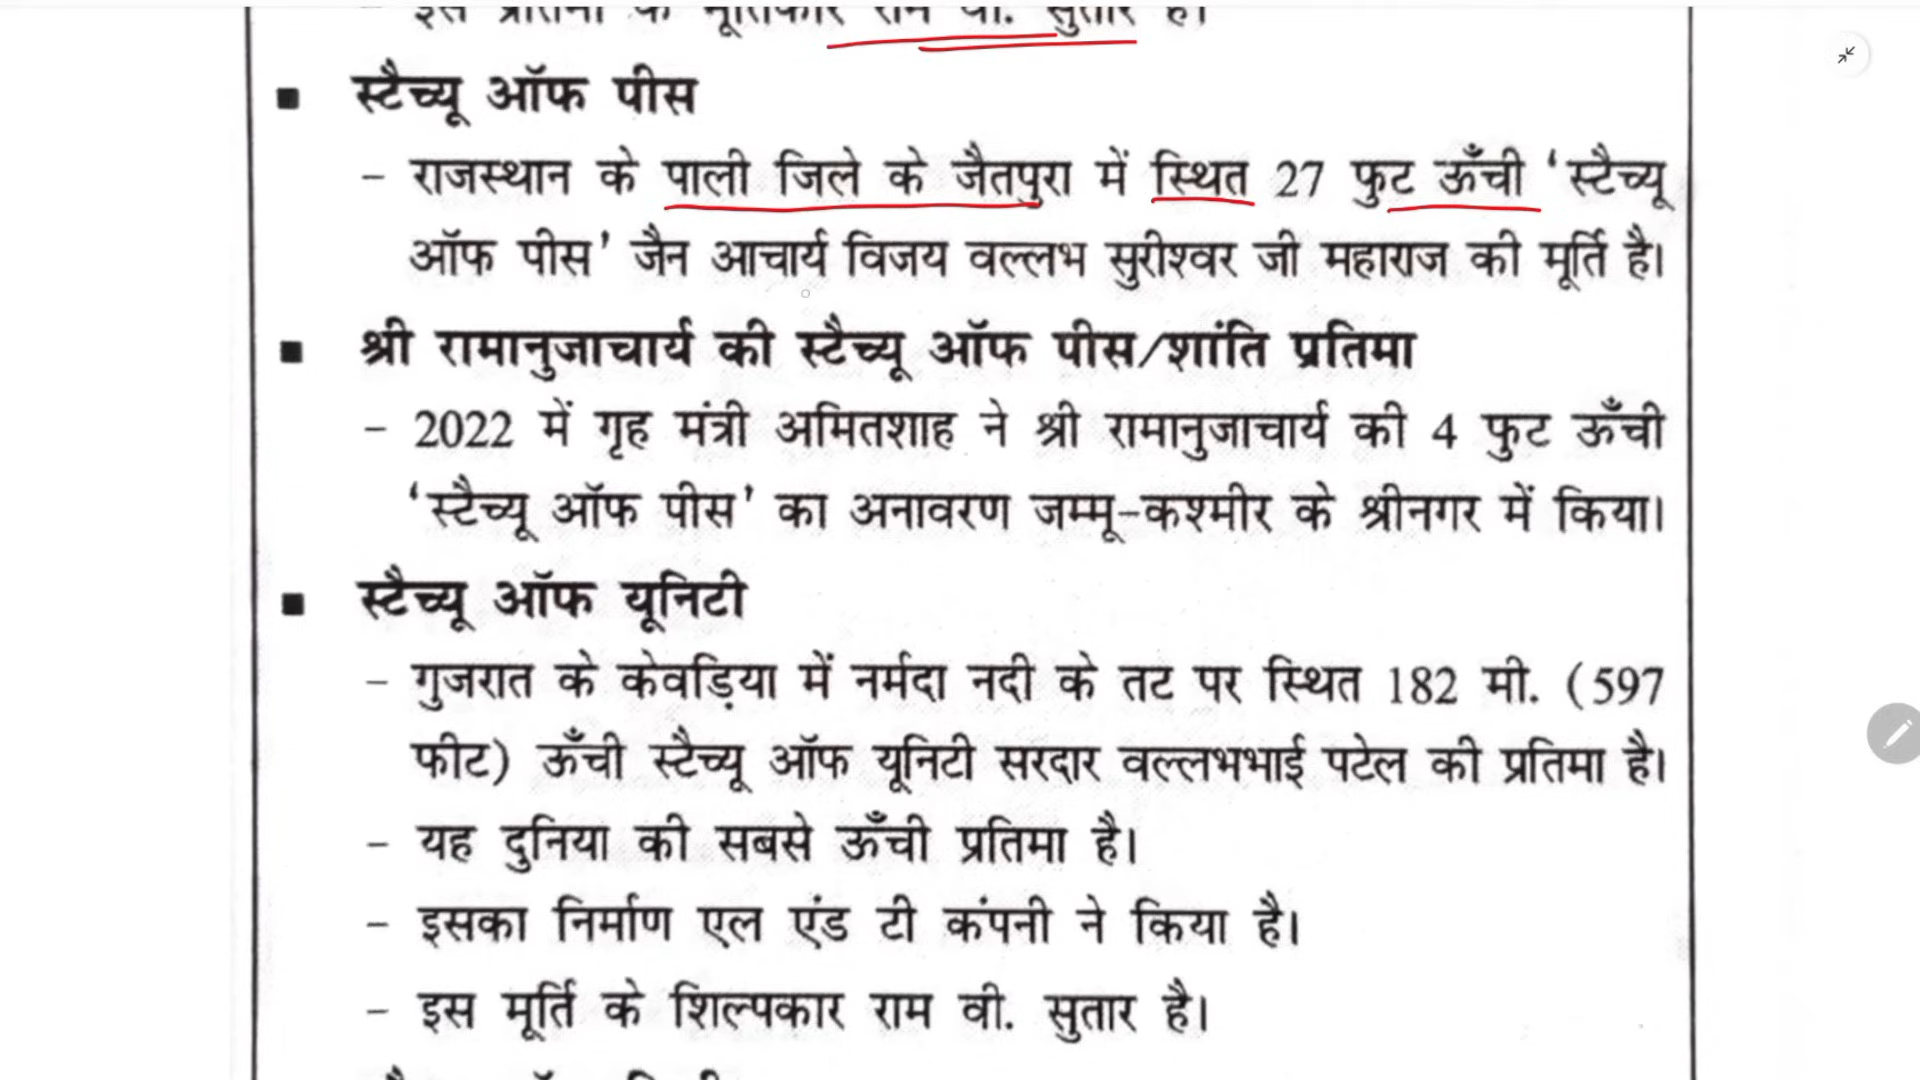 इस प्रतिमा के मूर्तिकार राम वी. सुतार है।
■ स्टैच्यू ऑफ पीस
– राजस्थान के पाली जिले के जैतपुरा में स्थित 27 फुट ऊँची ‘स्टैच्यू
ऑफ पीस’ जैन आचार्य विजय वल्लभ सुरीश्वर जी महाराज की मूर्ति है।
■ श्री रामानुजाचार्य की स्टैच्यू ऑफ पीस/शांति प्रतिमा
– 2022 में गृह मंत्री अमितशाह ने श्री रामानुजाचार्य की 4 फुट ऊँची
‘स्टैच्यू ऑफ पीस’ का अनावरण जम्मू-कश्मीर के श्रीनगर में किया।
■ स्टैच्यू ऑफ यूनिटी
– गुजरात के केवड़िया में नर्मदा नदी के तट पर स्थित 182 मी. (597
फीट) ऊँची स्टैच्यू ऑफ यूनिटी सरदार वल्लभभाई पटेल की प्रतिमा है।
– यह दुनिया की सबसे ऊँची प्रतिमा है।
– इसका निर्माण एल एंड टी कंपनी ने किया है।
– इस मूर्ति के शिल्पकार राम वी. सुतार है।